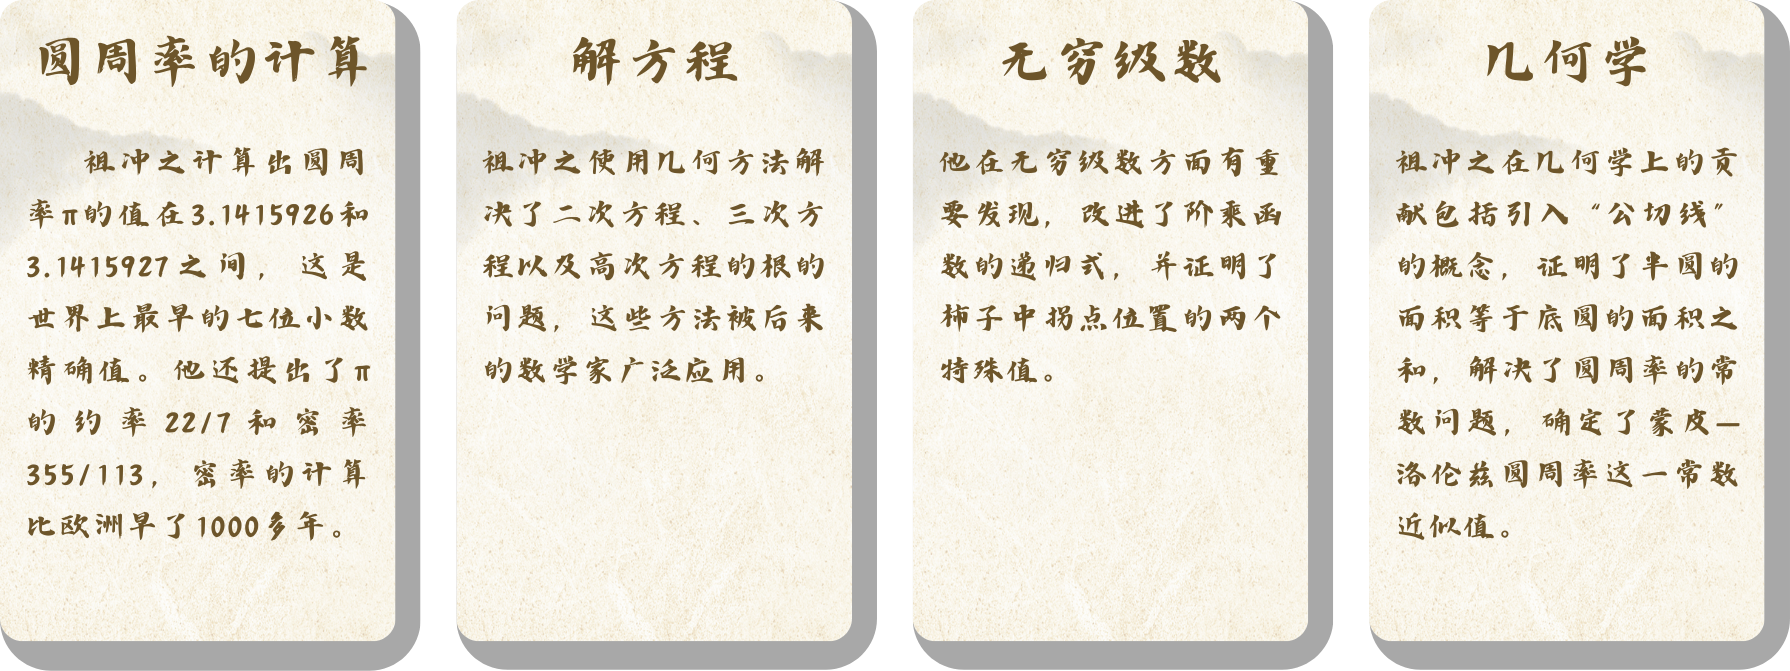 圆周率的计算
祖冲之计算出圆周
率π的值在3.1415926和
3.1415927之间，这是
世界上最早的七位小数
精确值。他还提出了π
的约率22/7和密率
355/113，密率的计算
比欧洲早了1000多年。
解方程
祖冲之使用几何方法解
决了二次方程、三次方
程以及高次方程的根的
问题，这些方法被后来
的数学家广泛应用。
无穷级数
他在无穷级数方面有重
要发现，改进了阶乘函
数的递归式，并证明了
柿子中拐点位置的两个
特殊值。
几何学
祖冲之在几何学上的贡
献包括引入“公切线”
的概念，证明了半圆的
面积等于底圆的面积之
和，解决了圆周率的常
数问题，确定了蒙皮—
洛伦兹圆周率这一常数
近似值。